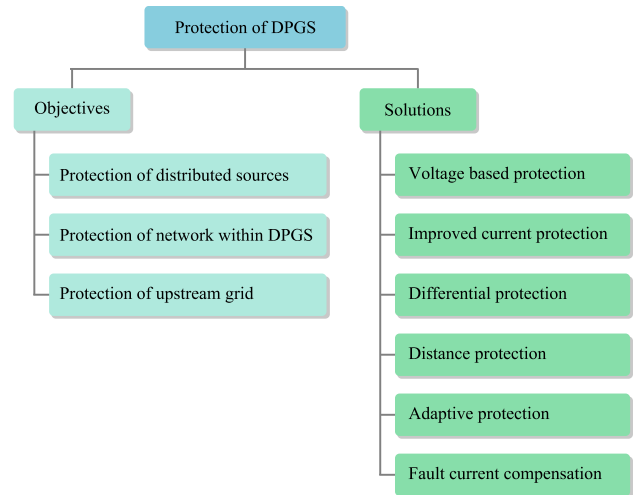 Protection of DPGS
Objectives
Protection of distributed sources
Protection of network within DPGS
Protection of upstream grid
Solutions
Voltage based protection
Improved current protection
Differential protection
Distance protection
Adaptive protection
Fault current compensation